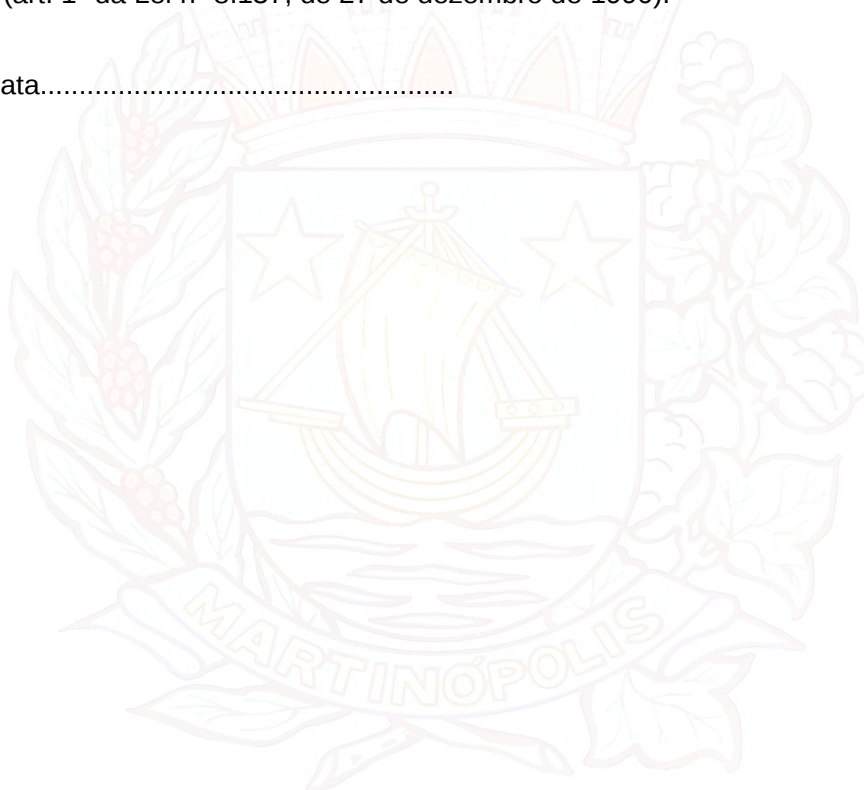 (art. 1º da Lei nº 8.137, de 27 de dezembro de 1990).
ata.....................................................
MARTINÓPOLIS